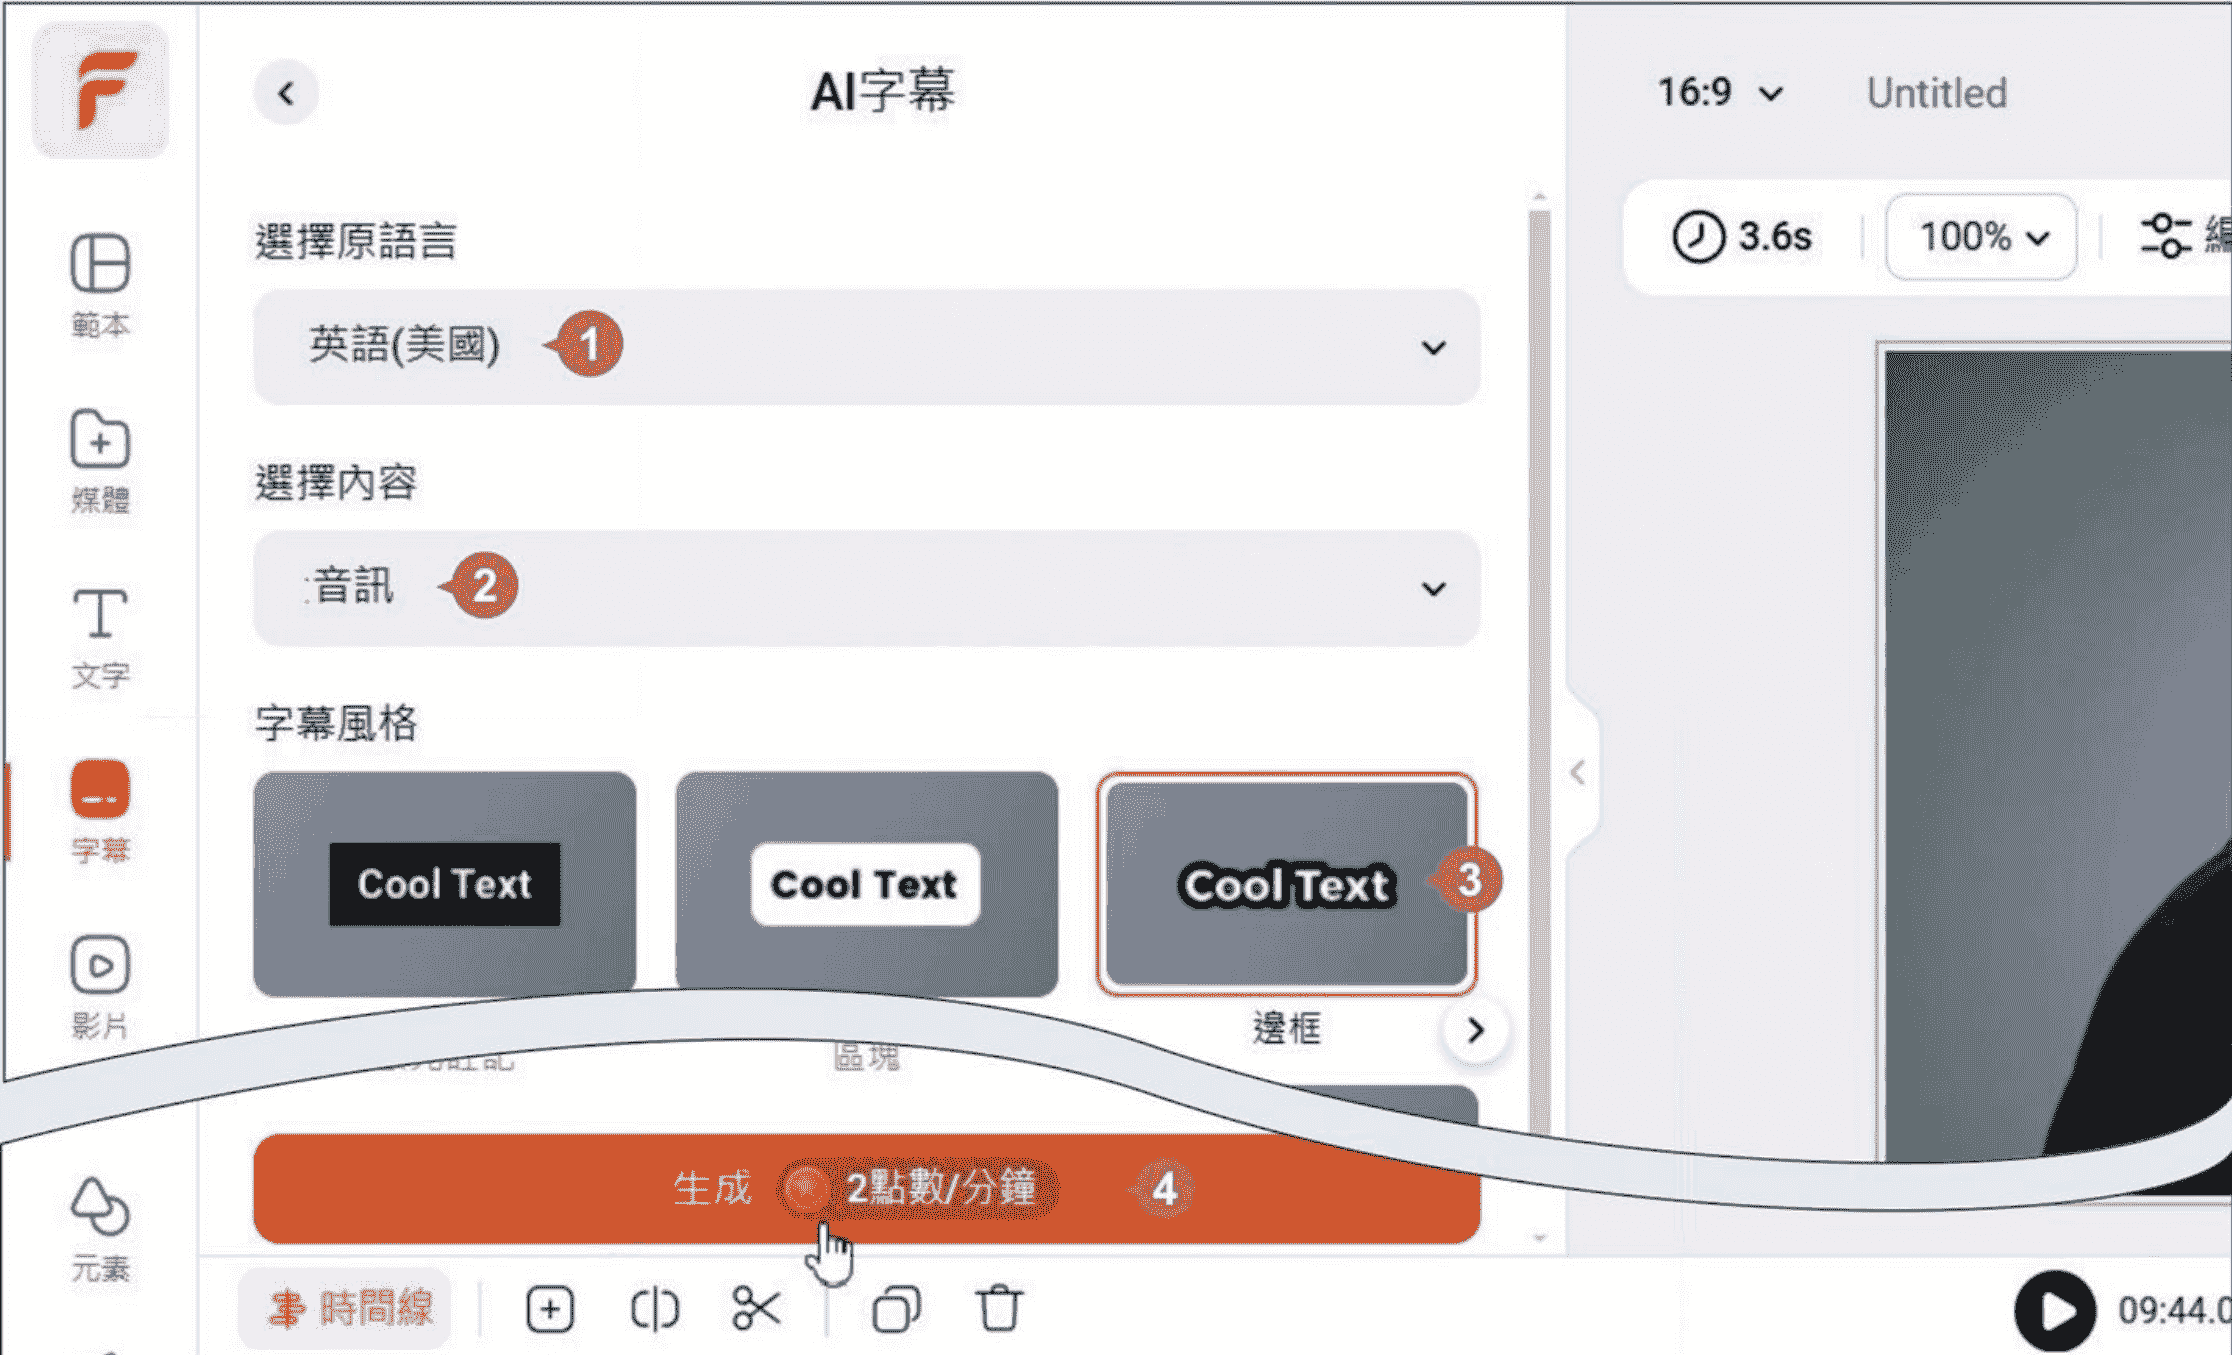 AI字幕
16:9
Untitled
3.6s
100%
範本
媒體
文字
字幕
影片
元素
選擇原語言
英語(美國)
1
選擇內容
音訊
2
字幕風格
Cool Text
Cool Text
Cool Text
3
區塊
邊框
生成
2點數/分鐘
4
時間線
09:44.0